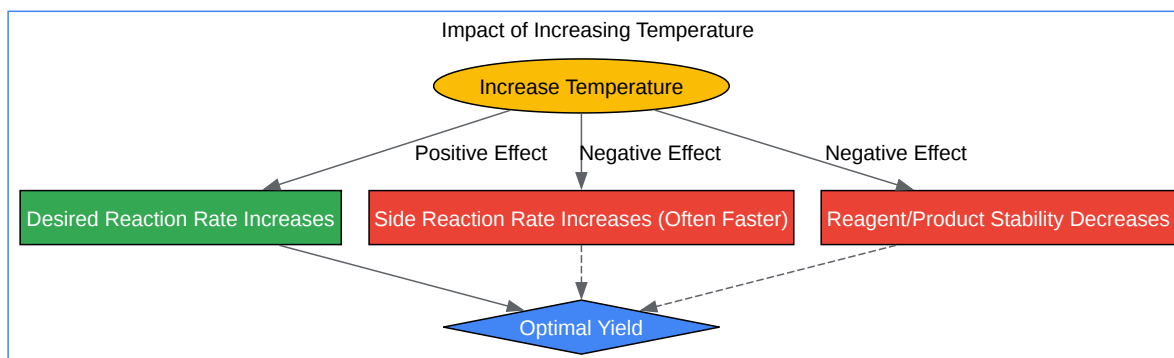 Impact of Increasing Temperature
Increase Temperature
Positive Effect
Negative Effect
Negative Effect
Desired Reaction Rate Increases
Side Reaction Rate Increases (Often Faster)
Reagent/Product Stability Decreases
Optimal Yield